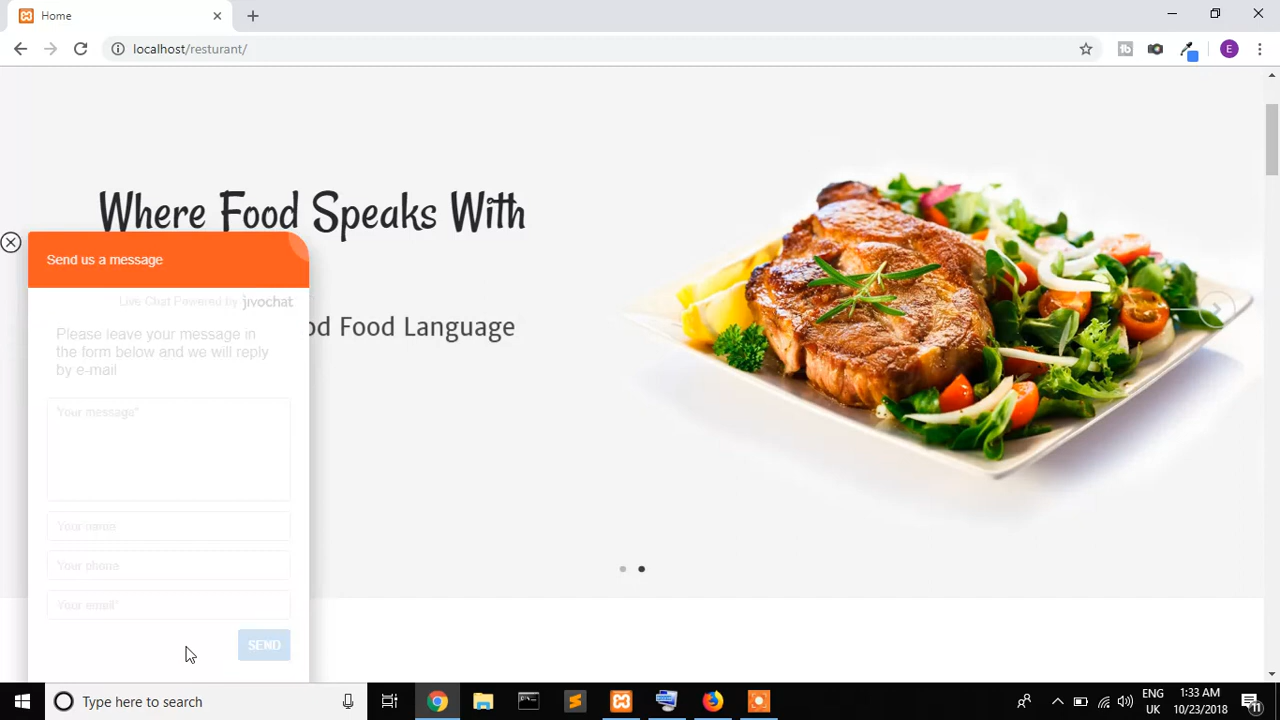 Home
localhost/resturant/
E
Where Food Speaks With
od Food Language
Send us a message
Live Chat Powered by jivochat
Please leave your message in
the form below and we will reply
by e-mail
Your message*
Your name
Your phone
Your email*
SEND
Type here to search
ENG
UK
1:33 AM
10/23/2018
11